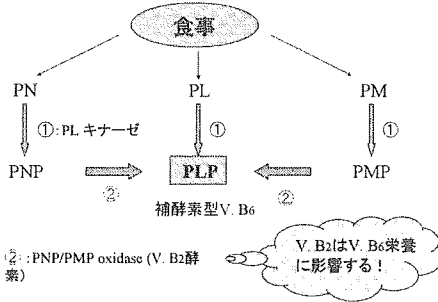 食事
PN PL PM
①:PL キナーゼ ① ①
PNP PLP PMP
② ②
補酵素型V. B6
②:PNP/PMP oxidase (V. B2酵
素)
V. B2はV. B6栄養
に影響する!